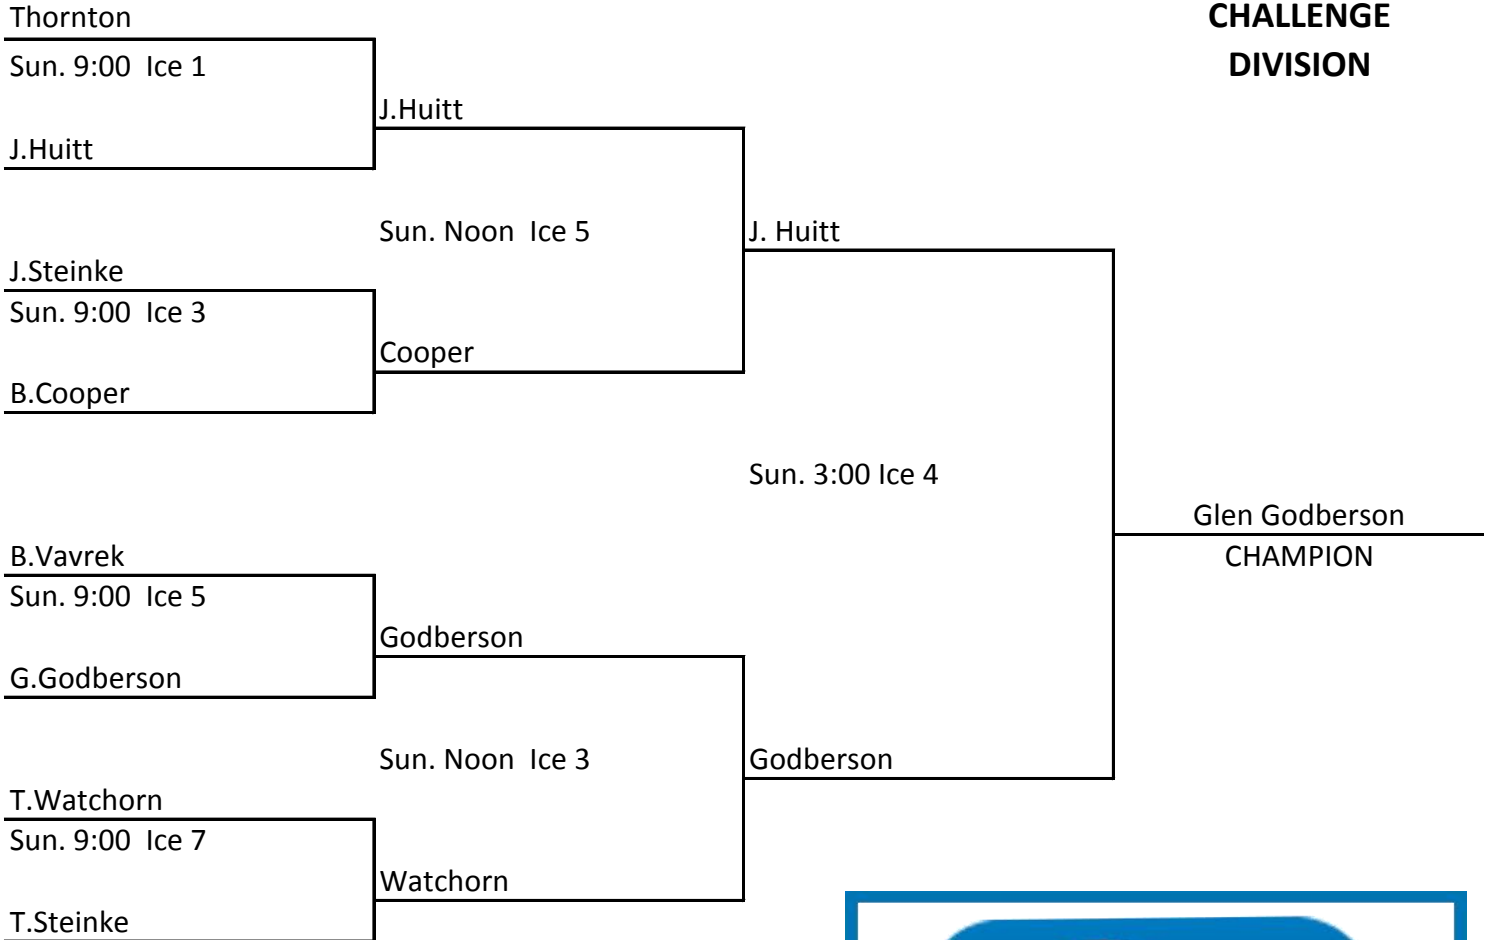 Thornton
CHALLENGE
DIVISION
Sun. 9:00  Ice 1
J.Huitt
J.Huitt
Sun. Noon  Ice 5
J. Huitt
J.Steinke
Sun. 9:00  Ice 3
Cooper
B.Cooper
Sun. 3:00 Ice 4
Glen Godberson
CHAMPION
B.Vavrek
Sun. 9:00  Ice 5
Godberson
G.Godberson
Sun. Noon  Ice 3
Godberson
T.Watchorn
Sun. 9:00  Ice 7
Watchorn
T.Steinke